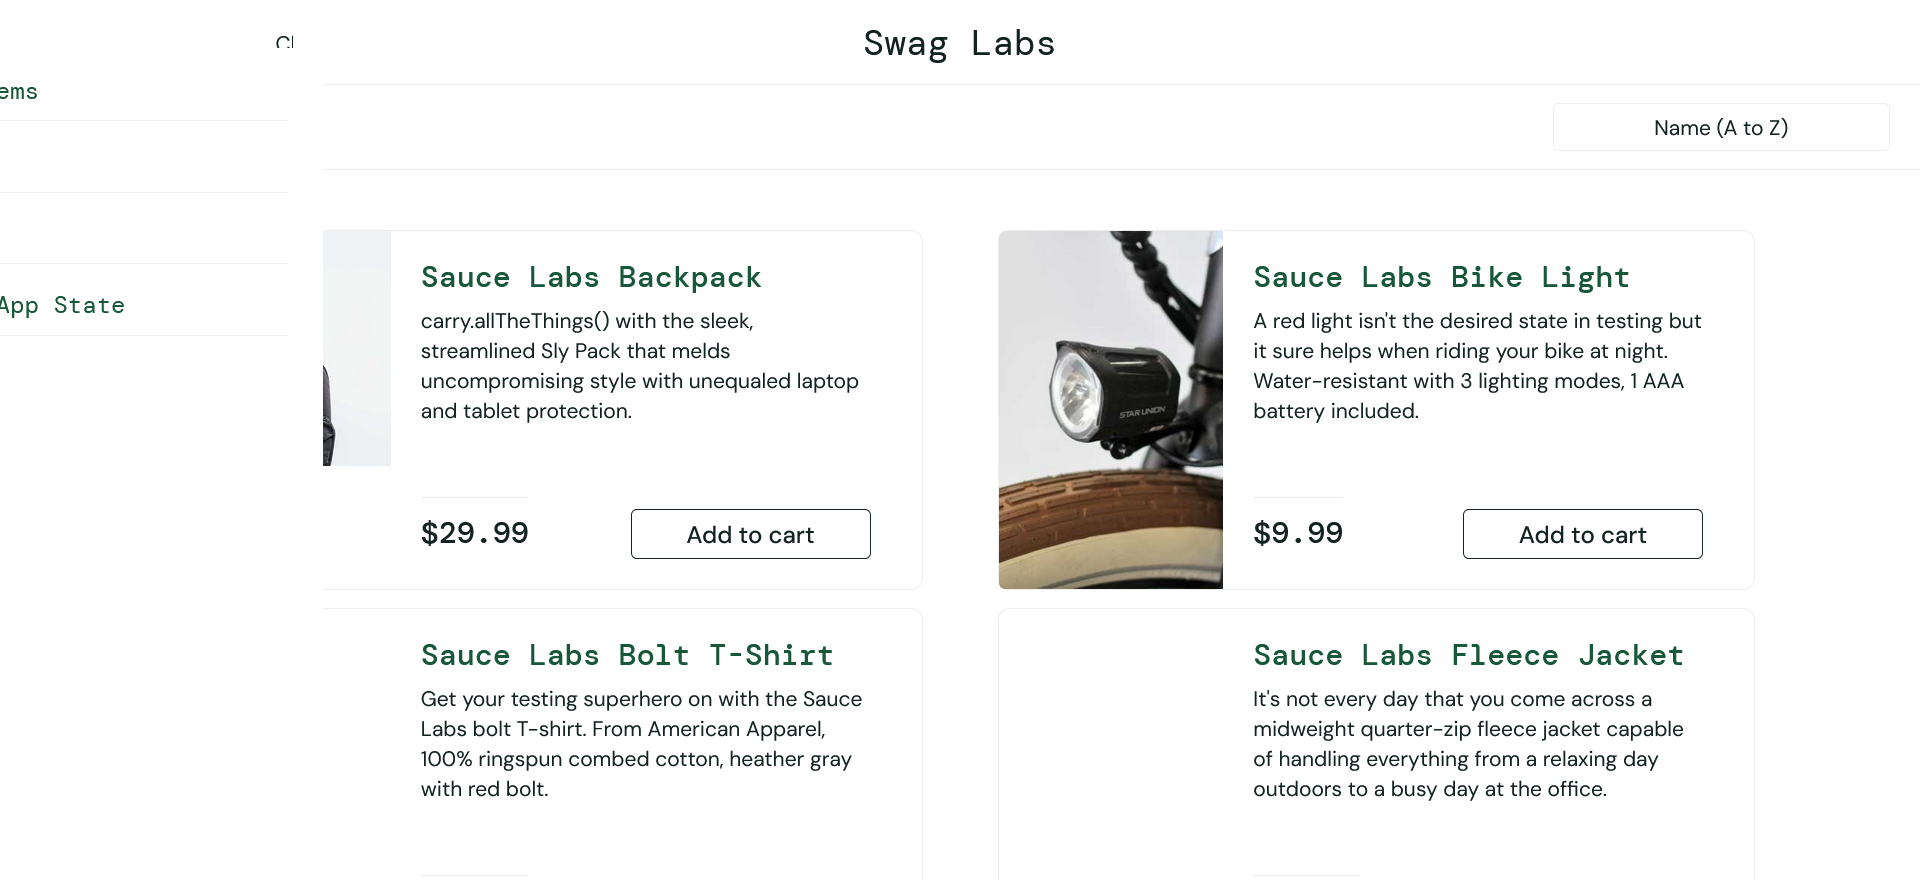 Swag Labs
ems
Name (A to Z)
App State
Sauce Labs Backpack
carry.allTheThings() with the sleek,
streamlined Sly Pack that melds
uncompromising style with unequaled laptop
and tablet protection.
$29.99
Add to cart
Sauce Labs Bike Light
A red light isn't the desired state in testing but
it sure helps when riding your bike at night.
Water-resistant with 3 lighting modes, 1 AAA
battery included.
STAR UNION
$9.99
Add to cart
Sauce Labs Bolt T-Shirt
Get your testing superhero on with the Sauce
Labs bolt T-shirt. From American Apparel,
100% ringspun combed cotton, heather gray
with red bolt.
Sauce Labs Fleece Jacket
It's not every day that you come across a
midweight quarter-zip fleece jacket capable
of handling everything from a relaxing day
outdoors to a busy day at the office.